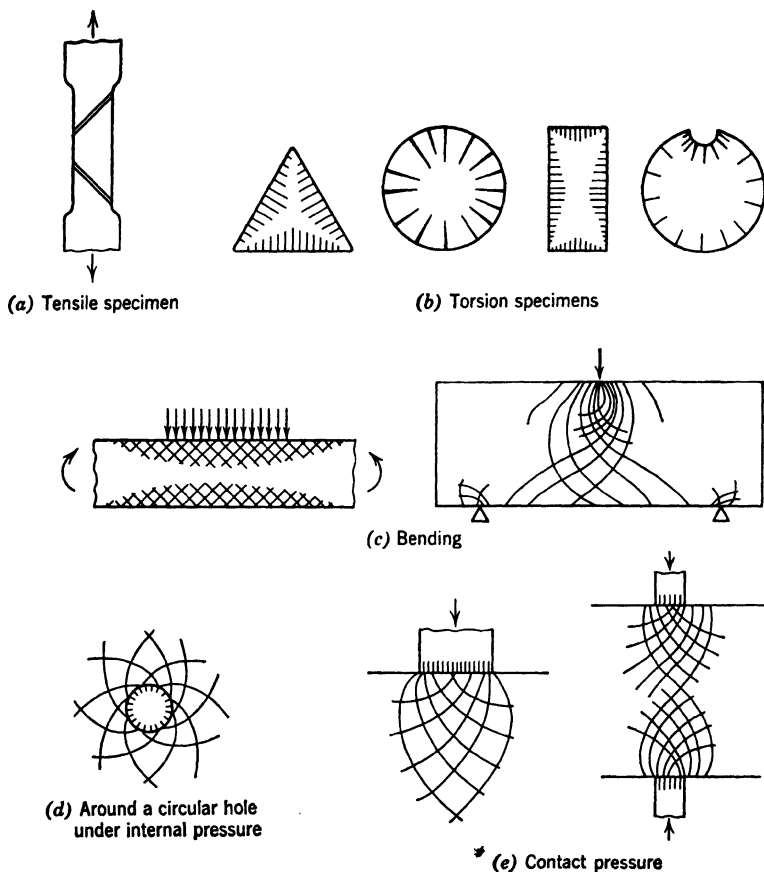 (a) Tensile specimen
(b) Torsion specimens
(c) Bending
(d) Around a circular hole
under internal pressure
(e) Contact pressure